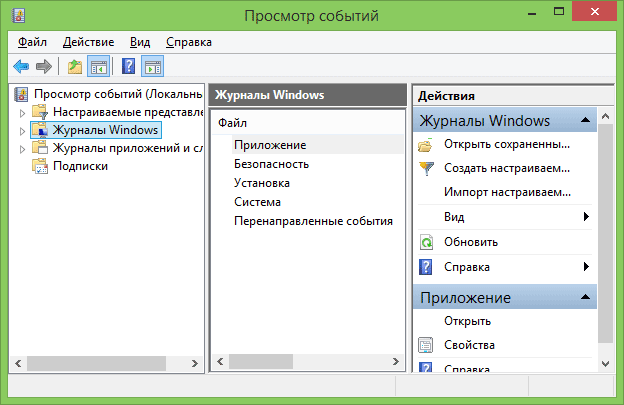 Просмотр событий
Файл Действие Вид Справка
Просмотр событий (Локальн
Настраиваемые представле
Журналы Windows
Журналы приложений и сл
Подписки
Журналы Windows
Файл
Приложение
Безопасность
Установка
Система
Перенаправленные события
Действия
Журналы Windows
Открыть сохраненны...
Создать настраиваем...
Импорт настраиваем...
Вид
Обновить
Справка
Приложение
Открыть
Свойства
Справка